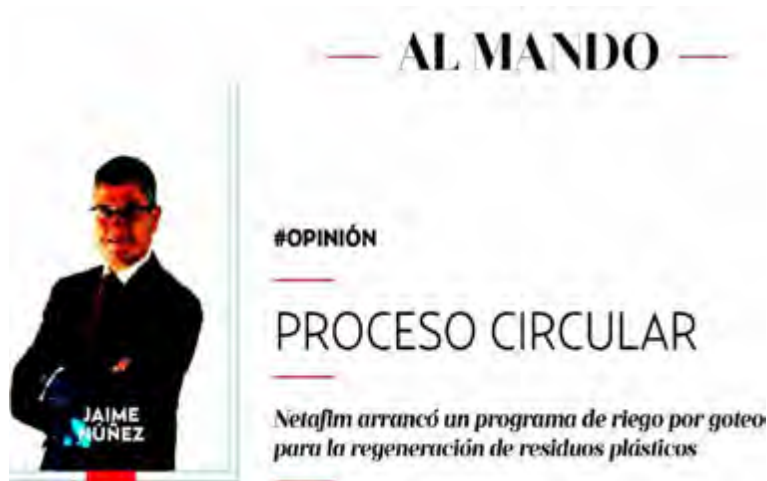 AL MANDO
#OPINIÓN
PROCESO CIRCULAR
Netafim arrancó un programa de riego por goteo
para la regeneración de residuos plásticos
JAIME
NÚÑEZ